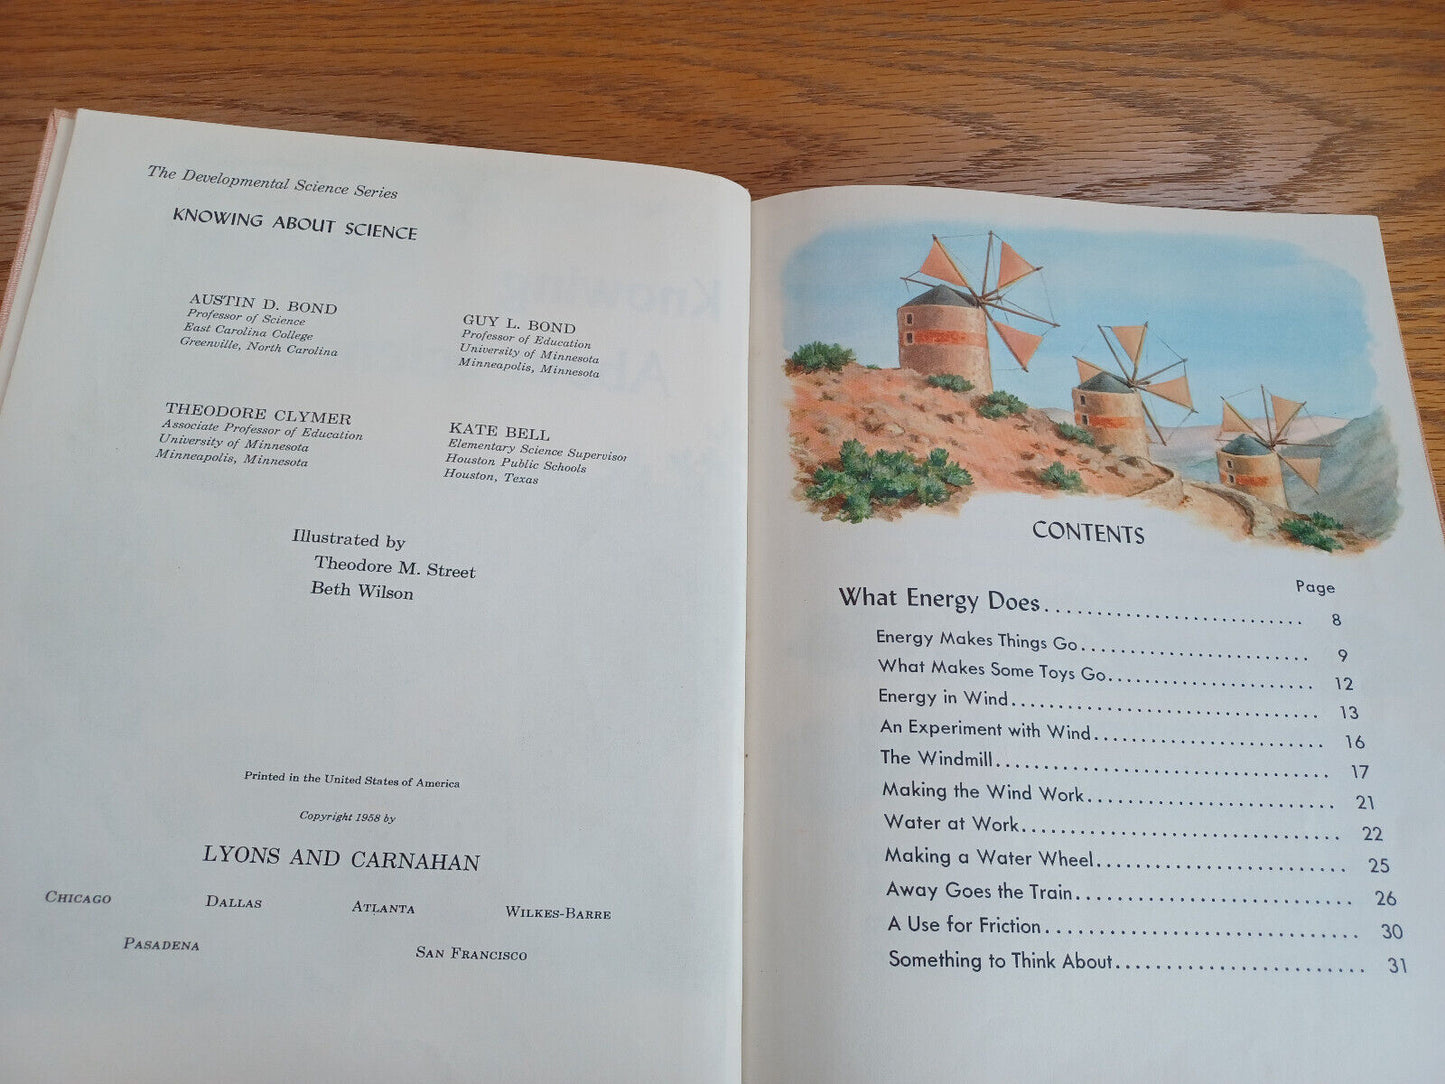 The Developmental Science Series
KNOWING ABOUT SCIENCE
AUSTIN D. BOND
Professor of Science
East Carolina College
Greenville, North Carolina
GUY L. BOND
Professor of Education
University of Minnesota
Minneapolis, Minnesota
THEODORE CLYMER
Associate Professor of Education
University of Minnesota
Minneapolis, Minnesota
KATE BELL
Elementary Science Supervisor
Houston Public Schools
Houston, Texas
Illustrated by
Theodore M. Street
Beth Wilson
Printed in the United States of America
Copyright 1958 by
LYONS AND CARNAHAN
CHICAGO DALLAS ATLANTA WILKES-BARRE
PASADENA SAN FRANCISCO
CONTENTS
Page
What Energy Does.......................... 8
Energy Makes Things Go......................... 9
What Makes Some Toys Go...................... 12
Energy in Wind................................ 13
An Experiment with Wind........................ 16
The Windmill................................... 17
Making the Wind Work.......................... 21
Water at Work................................. 22
Making a Water Wheel.......................... 25
Away Goes the Train............................ 26
A Use for Friction................................ 30
Something to Think About......................... 31